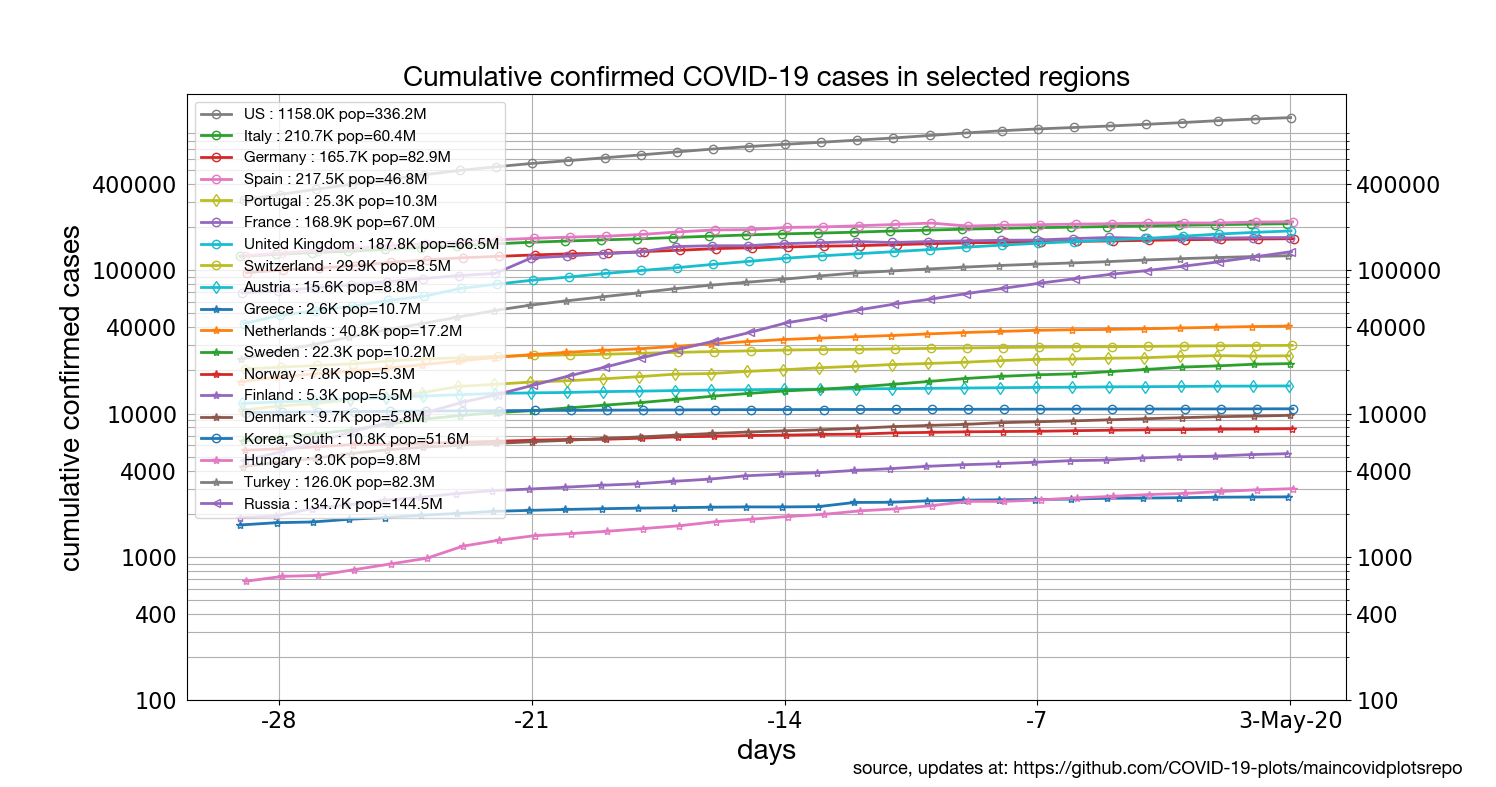 Cumulative confirmed COVID-19 cases in selected regions
US : 1158.0K pop=336.2M
Italy : 210.7K pop=60.4M
Germany : 165.7K pop=82.9M
Spain : 217.5K pop=46.8M
Portugal : 25.3K pop=10.3M
France : 168.9K pop=67.0M
United Kingdom : 187.8K pop=66.5M
Switzerland : 29.9K pop=8.5M
Austria : 15.6K pop=8.8M
Greece : 2.6K pop=10.7M
Netherlands : 40.8K pop=17.2M
Sweden : 22.3K pop=10.2M
Norway : 7.8K pop=5.3M
Finland : 5.3K pop=5.5M
Denmark : 9.7K pop=5.8M
Korea, South : 10.8K pop=51.6M
Hungary : 3.0K pop=9.8M
Turkey : 126.0K pop=82.3M
Russia : 134.7K pop=144.5M
cumulative confirmed cases
400000
100000
40000
10000
4000
1000
400
100
400000
100000
40000
10000
4000
1000
400
100
-28 -21 -14 -7 3-May-20
days
source, updates at: https://github.com/COVID-19-plots/maincovidplotsrepo